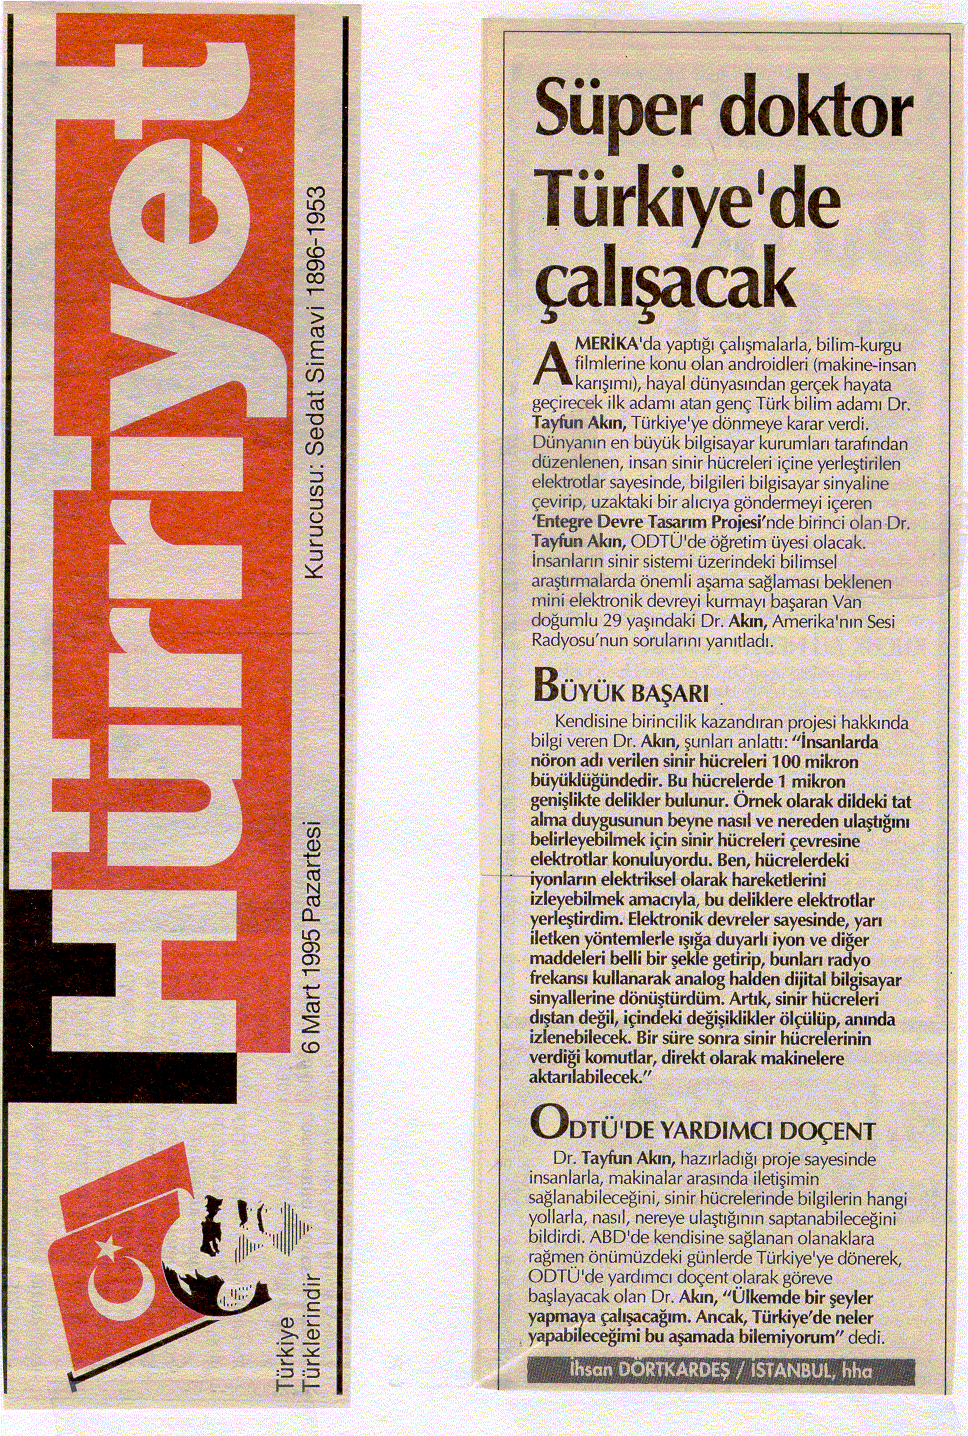 Hürriyet
Kurucusu: Sedat Simavi 1896-1953
6 Mart 1995 Pazartesi
Türkiye
Türklerindir
Süper doktor
Türkiye'de
çalışacak
AMERİKA'da yaptığı çalışmalarla, bilim-kurgu
filmlerine konu olan androidleri (makine-insan
karışımı), hayal dünyasından gerçek hayata
geçirecek ilk adamı atan genç Türk bilim adamı Dr.
Tayfun Akın, Türkiye'ye dönmeye karar verdi.
Dünyanın en büyük bilgisayar kurumları tarafından
düzenlenen, insan sinir hücreleri içine yerleştirilen
elektrotlar sayesinde, bilgileri bilgisayar sinyaline
çevirip, uzaktaki bir alıcıya göndermeyi içeren
‘Entegre Devre Tasarım Projesi’nde birinci olan Dr.
Tayfun Akın, ODTÜ'de öğretim üyesi olacak.
İnsanların sinir sistemi üzerindeki bilimsel
araştırmalarda önemli aşama sağlaması beklenen
mini elektronik devreyi kurmayı başaran Van
doğumlu 29 yaşındaki Dr. Akın, Amerika'nın Sesi
Radyosu’nun sorularını yanıtladı.
BÜYÜK BAŞARI
Kendisine birincilik kazandıran projesi hakkında
bilgi veren Dr. Akın, şunları anlattı: “İnsanlarda
nöron adı verilen sinir hücreleri 100 mikron
büyüklüğündedir. Bu hücrelerde 1 mikron
genişlikte delikler bulunur. Örnek olarak dildeki tat
alma duygusunun beyne nasıl ve nereden ulaştığını
belirleyebilmek için sinir hücreleri çevresine
elektrotlar konuluyordu. Ben, hücrelerdeki
iyonların elektriksel olarak hareketlerini
izleyebilmek amacıyla, bu deliklere elektrotlar
yerleştirdim. Elektronik devreler sayesinde, yarı
iletken yöntemlerle ışığa duyarlı iyon ve diğer
maddeleri belli bir şekle getirip, bunları radyo
frekansı kullanarak analog halden dijital bilgisayar
sinyallerine dönüştürdüm. Artık, sinir hücreleri
dıştan değil, içindeki değişiklikler ölçülüp, anında
izlenebilecek. Bir süre sonra sinir hücrelerinin
verdiği komutlar, direkt olarak makinelere
aktarılabilecek.”
ODTÜ'DE YARDIMCI DOÇENT
Dr. Tayfun Akın, hazırladığı proje sayesinde
insanlarla, makinalar arasında iletişimin
sağlanabileceğini, sinir hücrelerinde bilgilerin hangi
yollarla, nasıl, nereye ulaştığının saptanabileceğini
bildirdi. ABD'de kendisine sağlanan olanaklara
rağmen önümüzdeki günlerde Türkiye'ye dönerek,
ODTÜ'de yardımcı doçent olarak göreve
başlayacak olan Dr. Akın, “Ülkemde bir şeyler
yapmaya çalışacağım. Ancak, Türkiye’de neler
yapabileceğimi bu aşamada bilemiyorum” dedi.
İhsan DÖRTKARDEŞ / İSTANBUL, hha